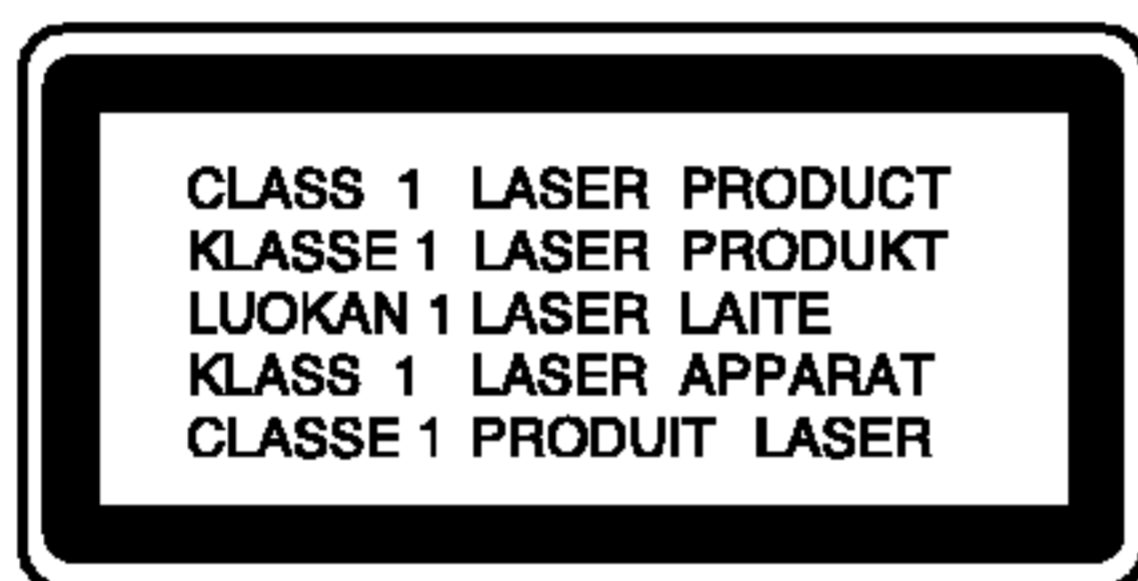 CLASS 1 LASER PRODUCT
KLASSE 1 LASER PRODUKT
LUOKAN 1 LASER LAITE
KLASS 1 LASER APPARAT
CLASSE 1 PRODUIT LASER